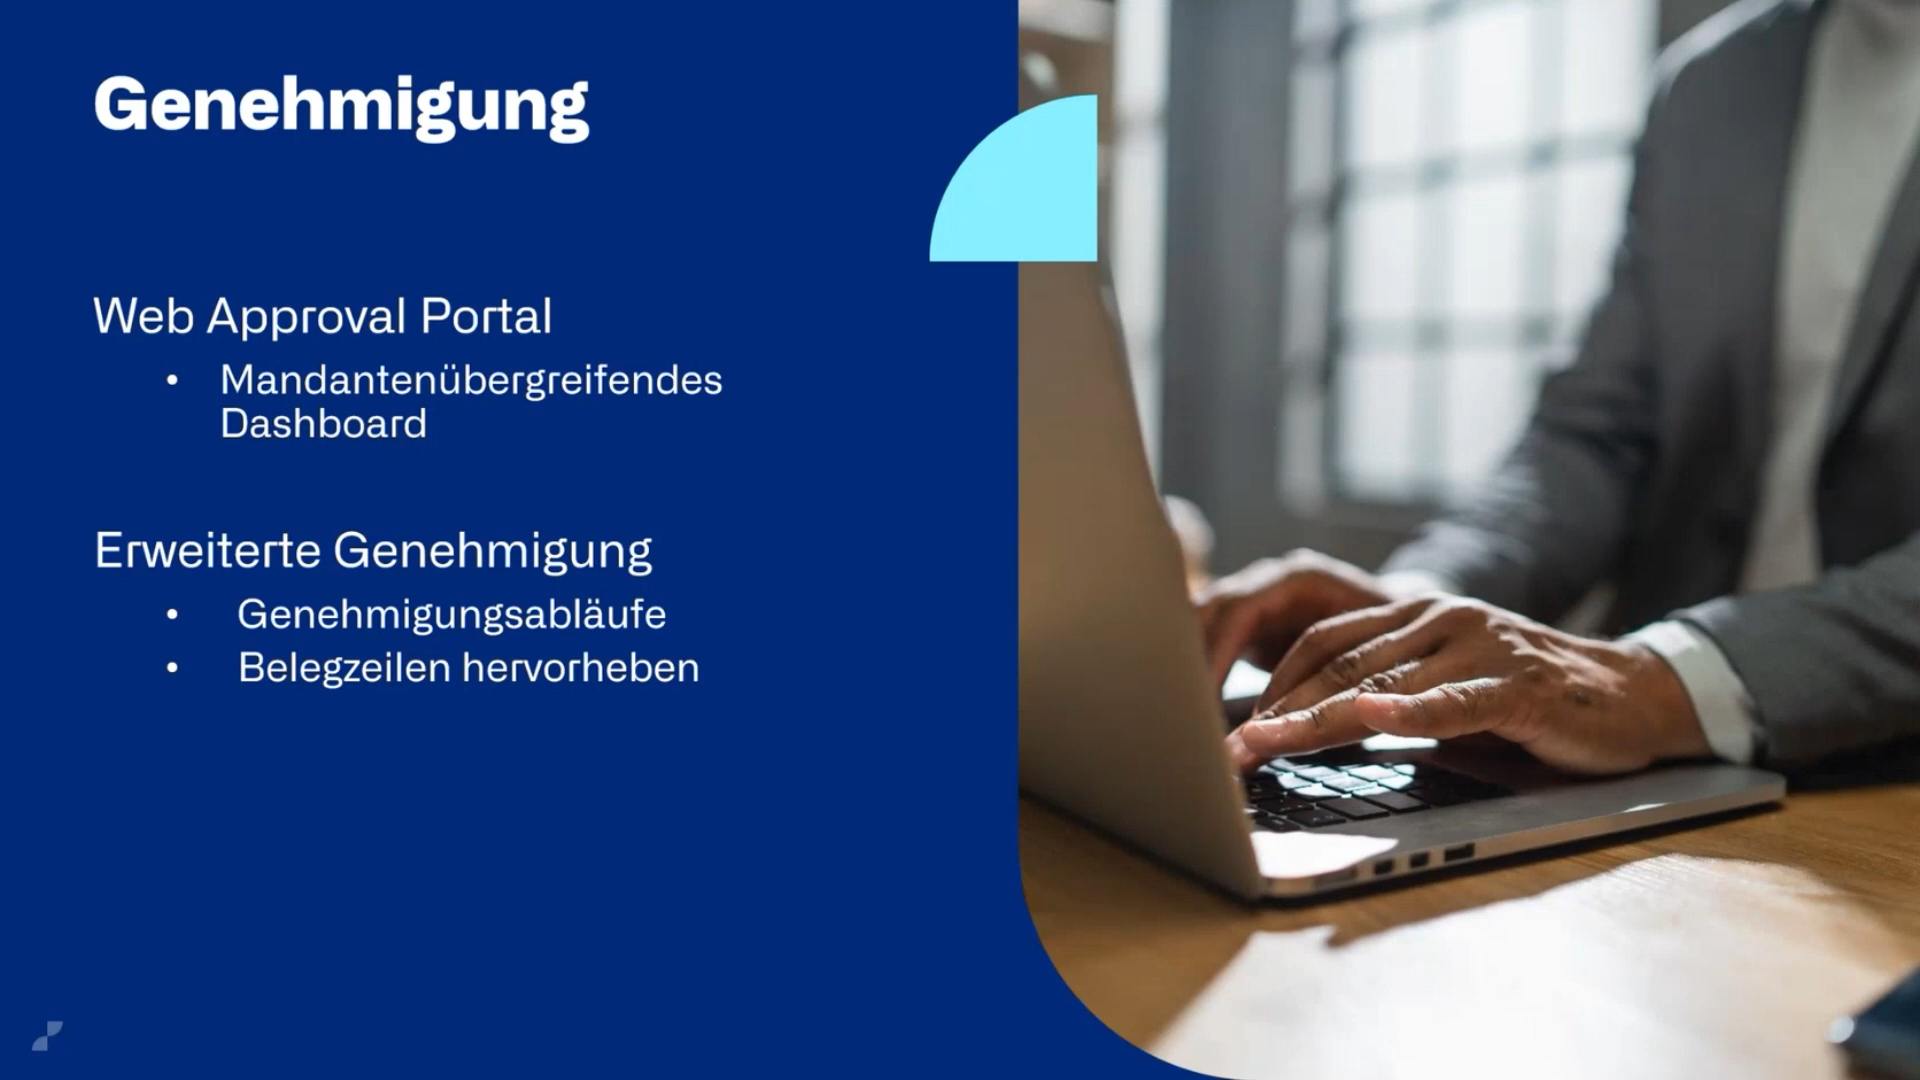 Genehmigung
Web Approval Portal
• Mandantenübergreifendes
Dashboard
Erweiterte Genehmigung
• Genehmigungsabläufe
• Belegzeilen hervorheben